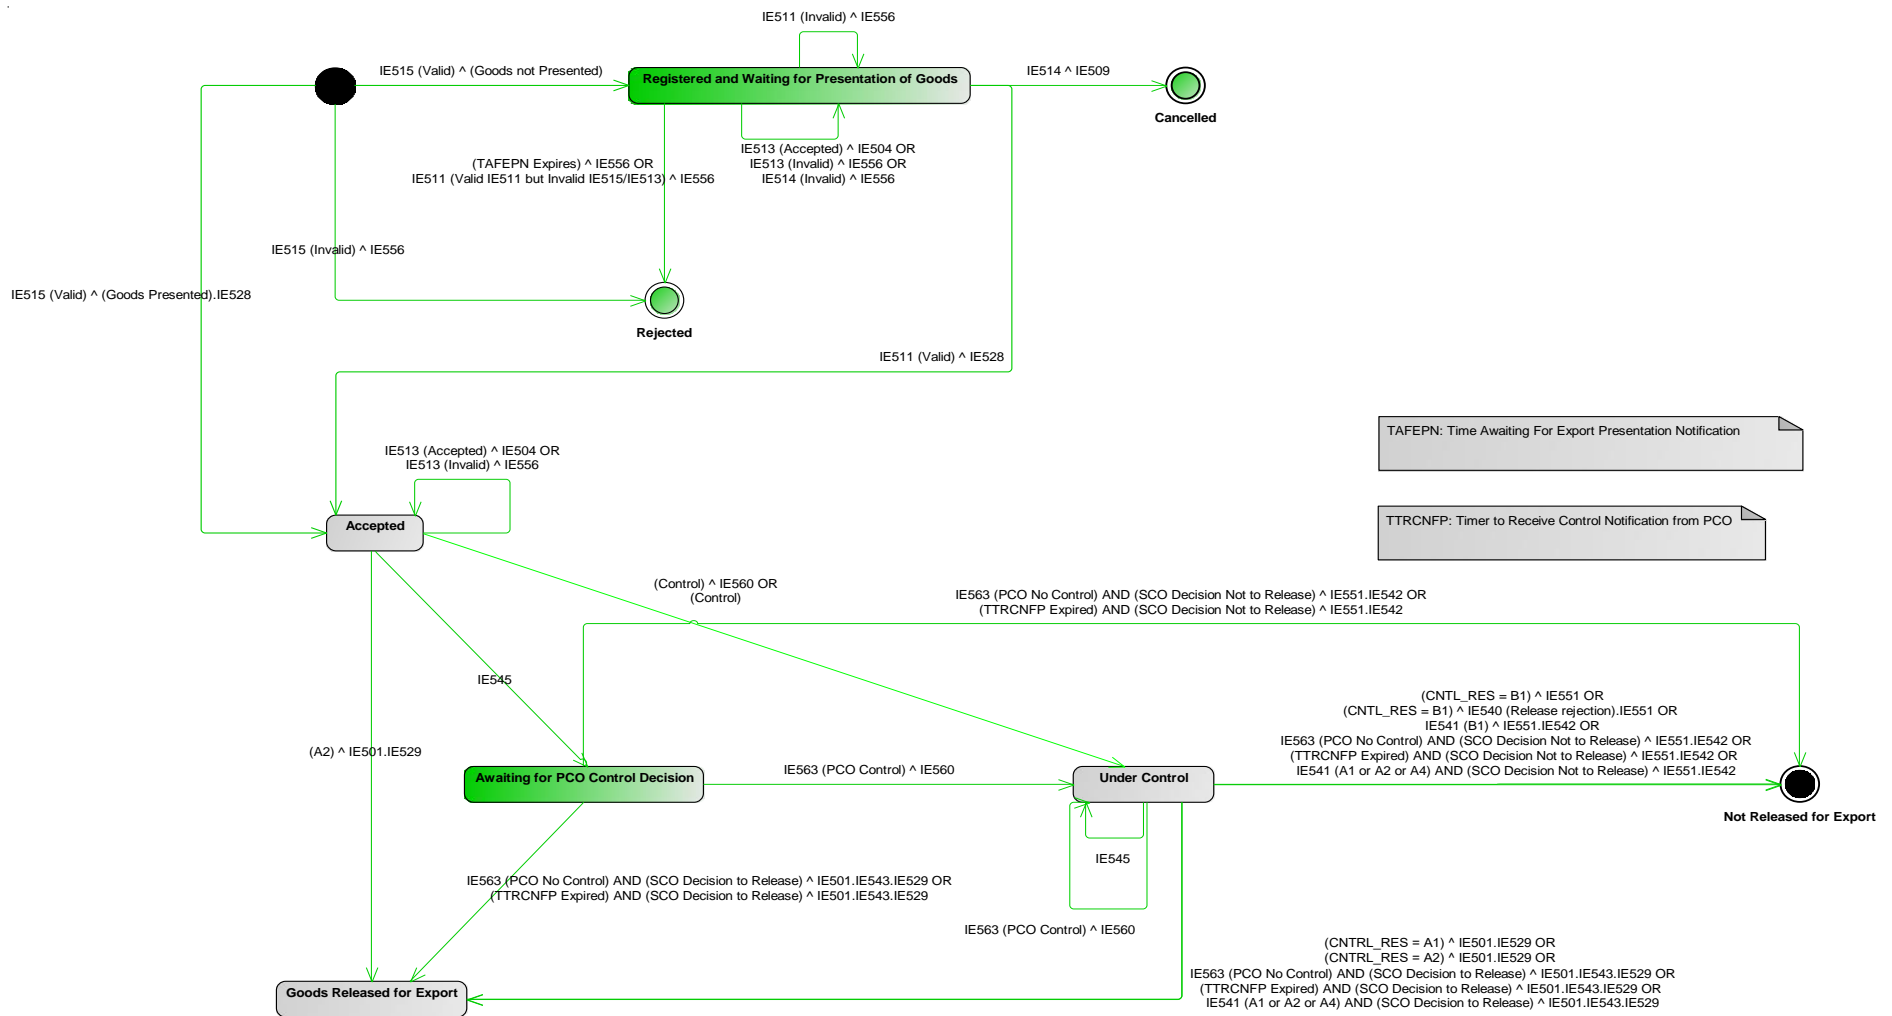 IE511 (Invalid) ^ IE556
IE515 (Valid) ^ (Goods not Presented)
Registered and Waiting for Presentation of Goods
IE514 ^ IE509
Cancelled
IE513 (Accepted) ^ IE504 OR
IE513 (Invalid) ^ IE556 OR
IE514 (Invalid) ^ IE556
(TAFEPN Expires) ^ IE556 OR
IE511 (Valid IE511 but Invalid IE515/IE513) ^ IE556
IE515 (Invalid) ^ IE556
IE515 (Valid) ^ (Goods Presented).IE528
Rejected
IE511 (Valid) ^ IE528
TAFEPN: Time Awaiting For Export Presentation Notification
IE513 (Accepted) ^ IE504 OR
IE513 (Invalid) ^ IE556
Accepted
TTRCNFP: Timer to Receive Control Notification from PCO
(Control) ^ IE560 OR
(Control)
IE563 (PCO No Control) AND (SCO Decision Not to Release) ^ IE551.IE542 OR
(TTRCNFP Expired) AND (SCO Decision Not to Release) ^ IE551.IE542
IE545
(CNTL_RES = B1) ^ IE551 OR
(CNTL_RES = B1) ^ IE540 (Release rejection).IE551 OR
IE541 (B1) ^ IE551.IE542 OR
IE563 (PCO No Control) AND (SCO Decision Not to Release) ^ IE551.IE542 OR
(TTRCNFP Expired) AND (SCO Decision Not to Release) ^ IE551.IE542 OR
IE541 (A1 or A2 or A4) AND (SCO Decision Not to Release) ^ IE551.IE542
(A2) ^ IE501.IE529
Awaiting for PCO Control Decision
IE563 (PCO Control) ^ IE560
Under Control
Not Released for Export
IE545
IE563 (PCO No Control) AND (SCO Decision to Release) ^ IE501.IE543.IE529 OR
(TTRCNFP Expired) AND (SCO Decision to Release) ^ IE501.IE543.IE529
IE563 (PCO Control) ^ IE560
(CNTRL_RES = A1) ^ IE501.IE529 OR
(CNTRL_RES = A2) ^ IE501.IE529 OR
IE563 (PCO No Control) AND (SCO Decision to Release) ^ IE501.IE543.IE529 OR
(TTRCNFP Expired) AND (SCO Decision to Release) ^ IE501.IE543.IE529 OR
IE541 (A1 or A2 or A4) AND (SCO Decision to Release) ^ IE501.IE543.IE529
Goods Released for Export